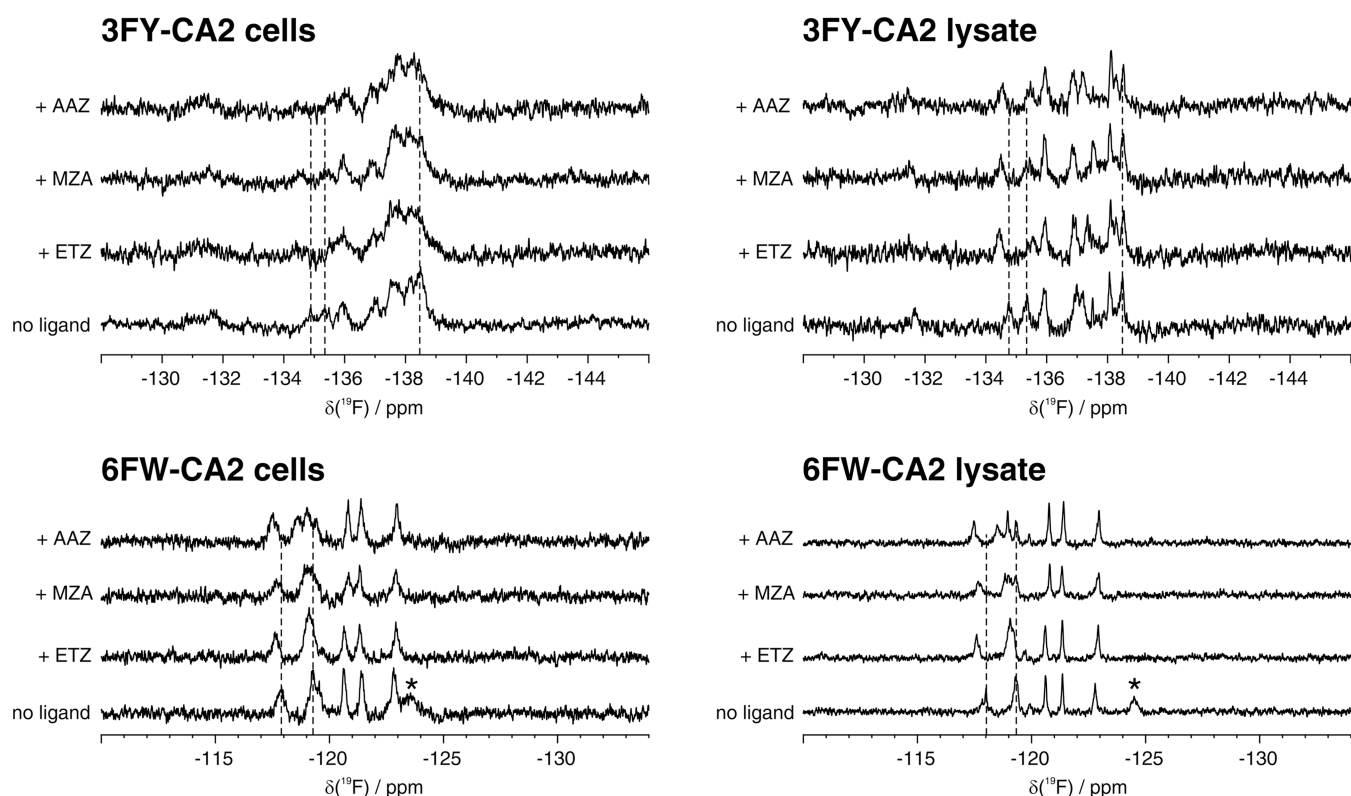 3FY-CA2 cells
+ AAZ
+ MZA
+ ETZ
no ligand
-130 -132 -134 -136 -138 -140 -142 -144
δ(¹⁹F) / ppm
3FY-CA2 lysate
+ AAZ
+ MZA
+ ETZ
no ligand
-130 -132 -134 -136 -138 -140 -142 -144
δ(¹⁹F) / ppm
6FW-CA2 cells
+ AAZ
+ MZA
+ ETZ
*
no ligand
-115 -120 -125 -130
δ(¹⁹F) / ppm
6FW-CA2 lysate
+ AAZ
+ MZA
+ ETZ
*
no ligand
-115 -120 -125 -130
δ(¹⁹F) / ppm